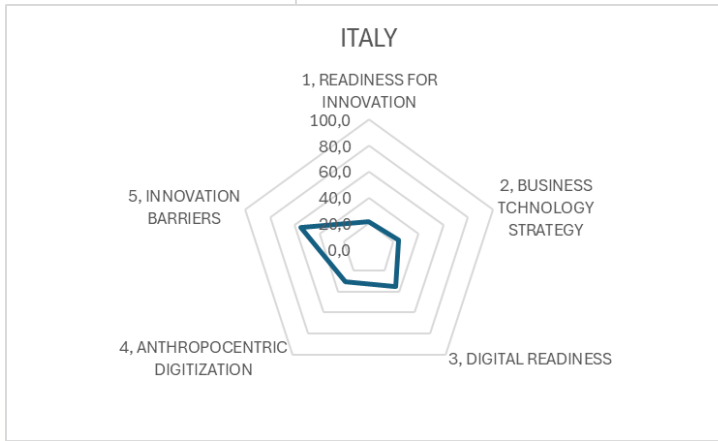 ITALY
1, READINESS FOR
INNOVATION
100,0
80,0
60,0
40,0
20,0
0,0
2, BUSINESS
TCHNOLOGY
STRATEGY
3, DIGITAL READINESS
4, ANTHROPOCENTRIC
DIGITIZATION
5, INNOVATION
BARRIERS